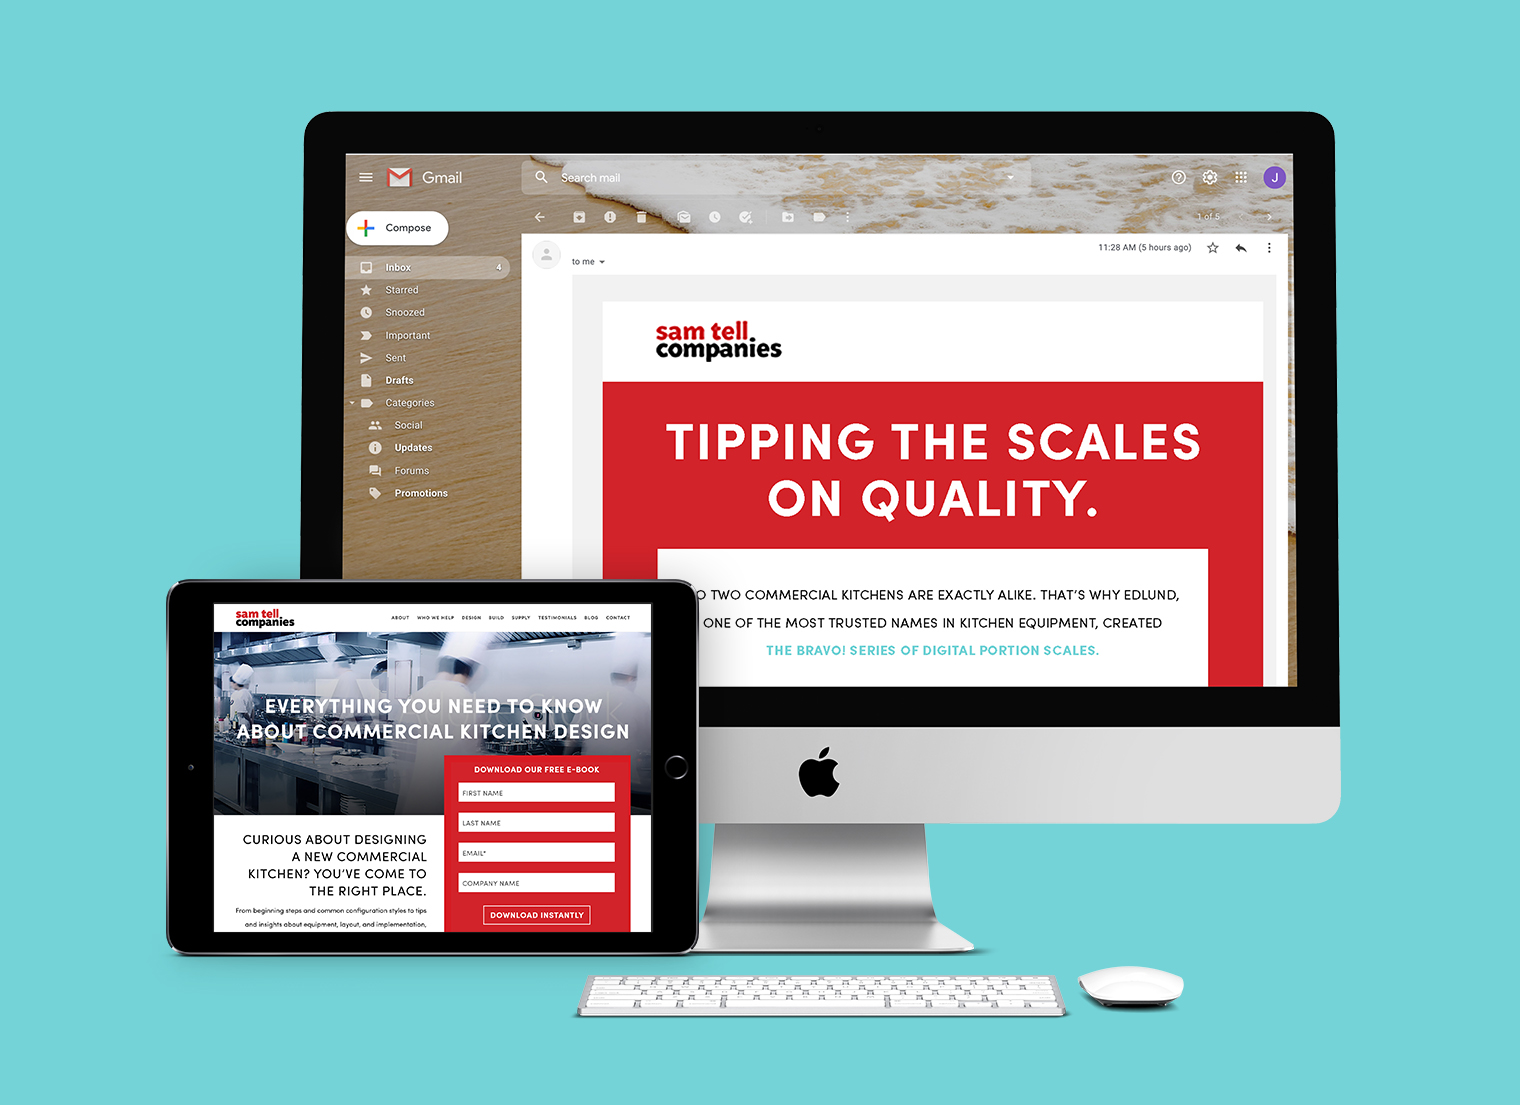 Gmail
Search mail
J
Compose
1 of 5
Inbox 4
Starred
Snoozed
Important
Sent
Drafts
Categories
Social
Updates
Forums
Promotions
11:28 AM (5 hours ago)
to me
sam tell
companies
TIPPING THE SCALES
ON QUALITY.
TWO COMMERCIAL KITCHENS ARE EXACTLY ALIKE. THAT'S WHY EDLUND,
ONE OF THE MOST TRUSTED NAMES IN KITCHEN EQUIPMENT, CREATED
THE BRAVO! SERIES OF DIGITAL PORTION SCALES.
sam tell
companies
ABOUT WHO WE HELP DESIGN BUILD SUPPLY TESTIMONIALS BLOG CONTACT
EVERYTHING YOU NEED TO KNOW
ABOUT COMMERCIAL KITCHEN DESIGN
DOWNLOAD OUR FREE E-BOOK
FIRST NAME
LAST NAME
EMAIL*
COMPANY NAME
DOWNLOAD INSTANTLY
CURIOUS ABOUT DESIGNING
A NEW COMMERCIAL
KITCHEN? YOU'VE COME TO
THE RIGHT PLACE.
From beginning steps and common configuration styles to tips
and insights about equipment, layout, and implementation,